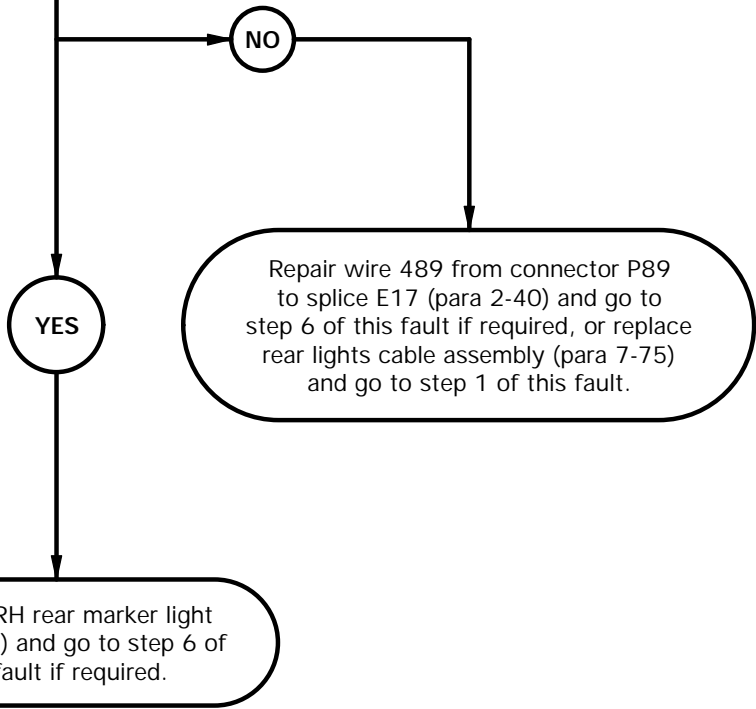 NO
Repair wire 489 from connector P89
to splice E17 (para 2-40) and go to
step 6 of this fault if required, or replace
rear lights cable assembly (para 7-75)
and go to step 1 of this fault.
YES
RH rear marker light
) and go to step 6 of
fault if required.